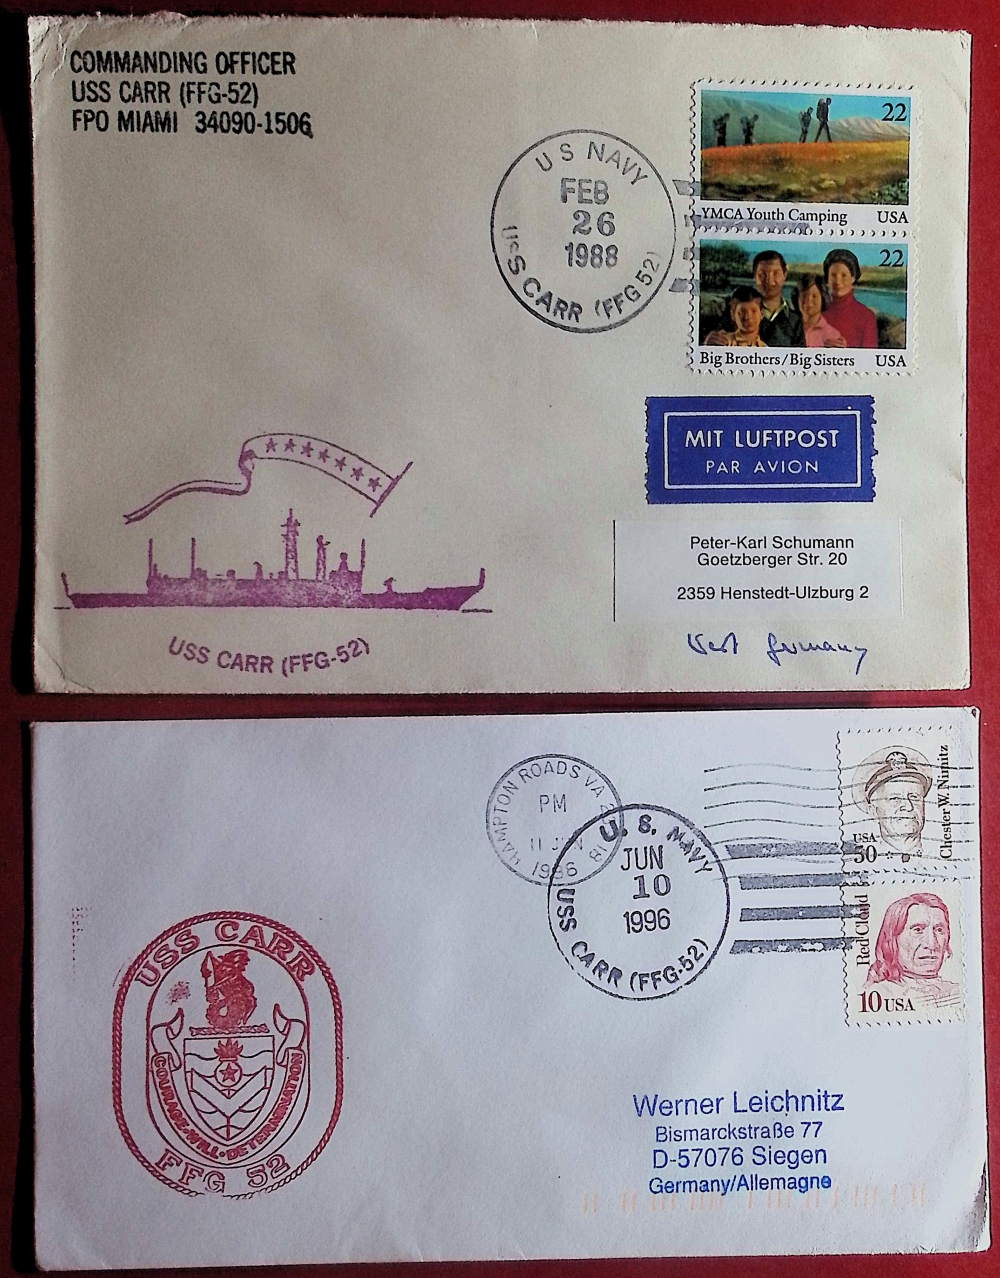 COMMANDING OFFICER
USS CARR (FFG-52)
FPO MIAMI 34090-1506
U S NAVY
FEB
26
1988
USS CARR (FFG 52)
22
YMCA Youth Camping USA
22
Big Brothers/Big Sisters USA
MIT LUFTPOST
PAR AVION
Peter-Karl Schumann
Goetzberger Str. 20
2359 Henstedt-Ulzburg 2
West Germany
USS CARR (FFG-52)
HAMPTON ROADS VA
PM
11 JUN
1996
U. S. NAVY
JUN
10
1996
USS CARR (FFG-52)
Chester W. Nimitz
USA
50
Red Cloud
10 USA
USS CARR
COURAGE·WILL·DETERMINATION
FFG 52
Werner Leichnitz
Bismarckstraße 77
D-57076 Siegen
Germany/Allemagne